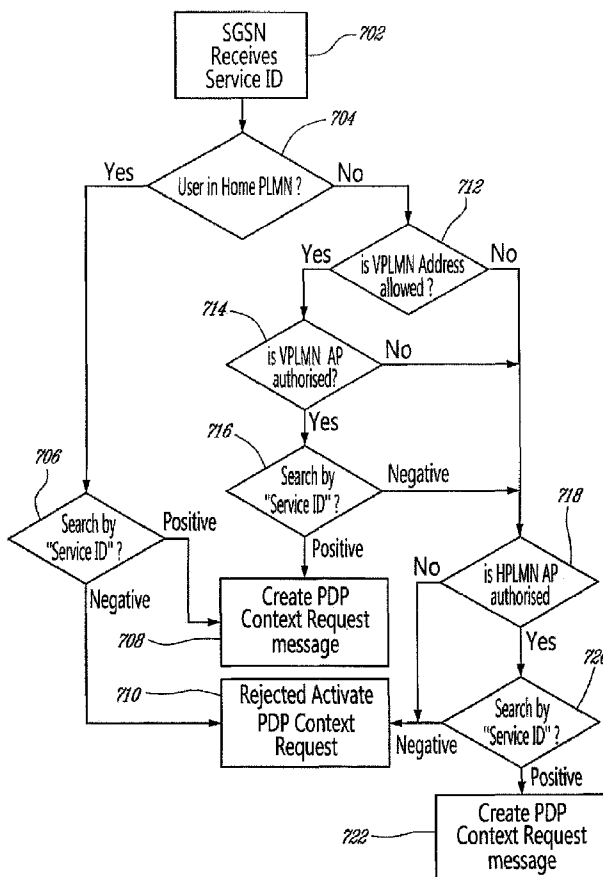 SGSN
Receives
Service ID
702
704
Yes
User in Home PLMN ?
No
712
Yes
is VPLMN Address
allowed ?
No
714
is VPLMN AP
authorised?
No
Yes
716
706
Search by
"Service ID" ?
Negative
Search by
"Service ID" ?
Positive
Positive
718
No
is HPLMN AP
authorised
Negative
Create PDP
Context Request
message
708
Yes
710
Rejected Activate
PDP Context
Request
Negative
Search by
"Service ID" ?
Positive
722
Create PDP
Context Request
message